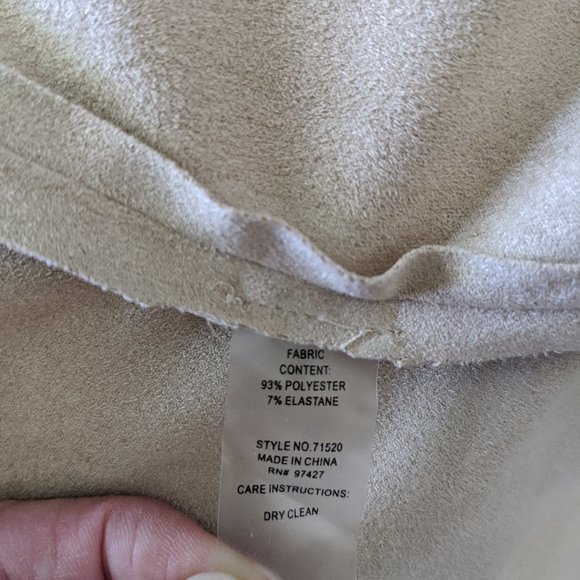 FABRIC
CONTENT:
93% POLYESTER
7% ELASTANE
STYLE NO.71520
MADE IN CHINA
RN# 97427
CARE INSTRUCTIONS:
DRY CLEAN